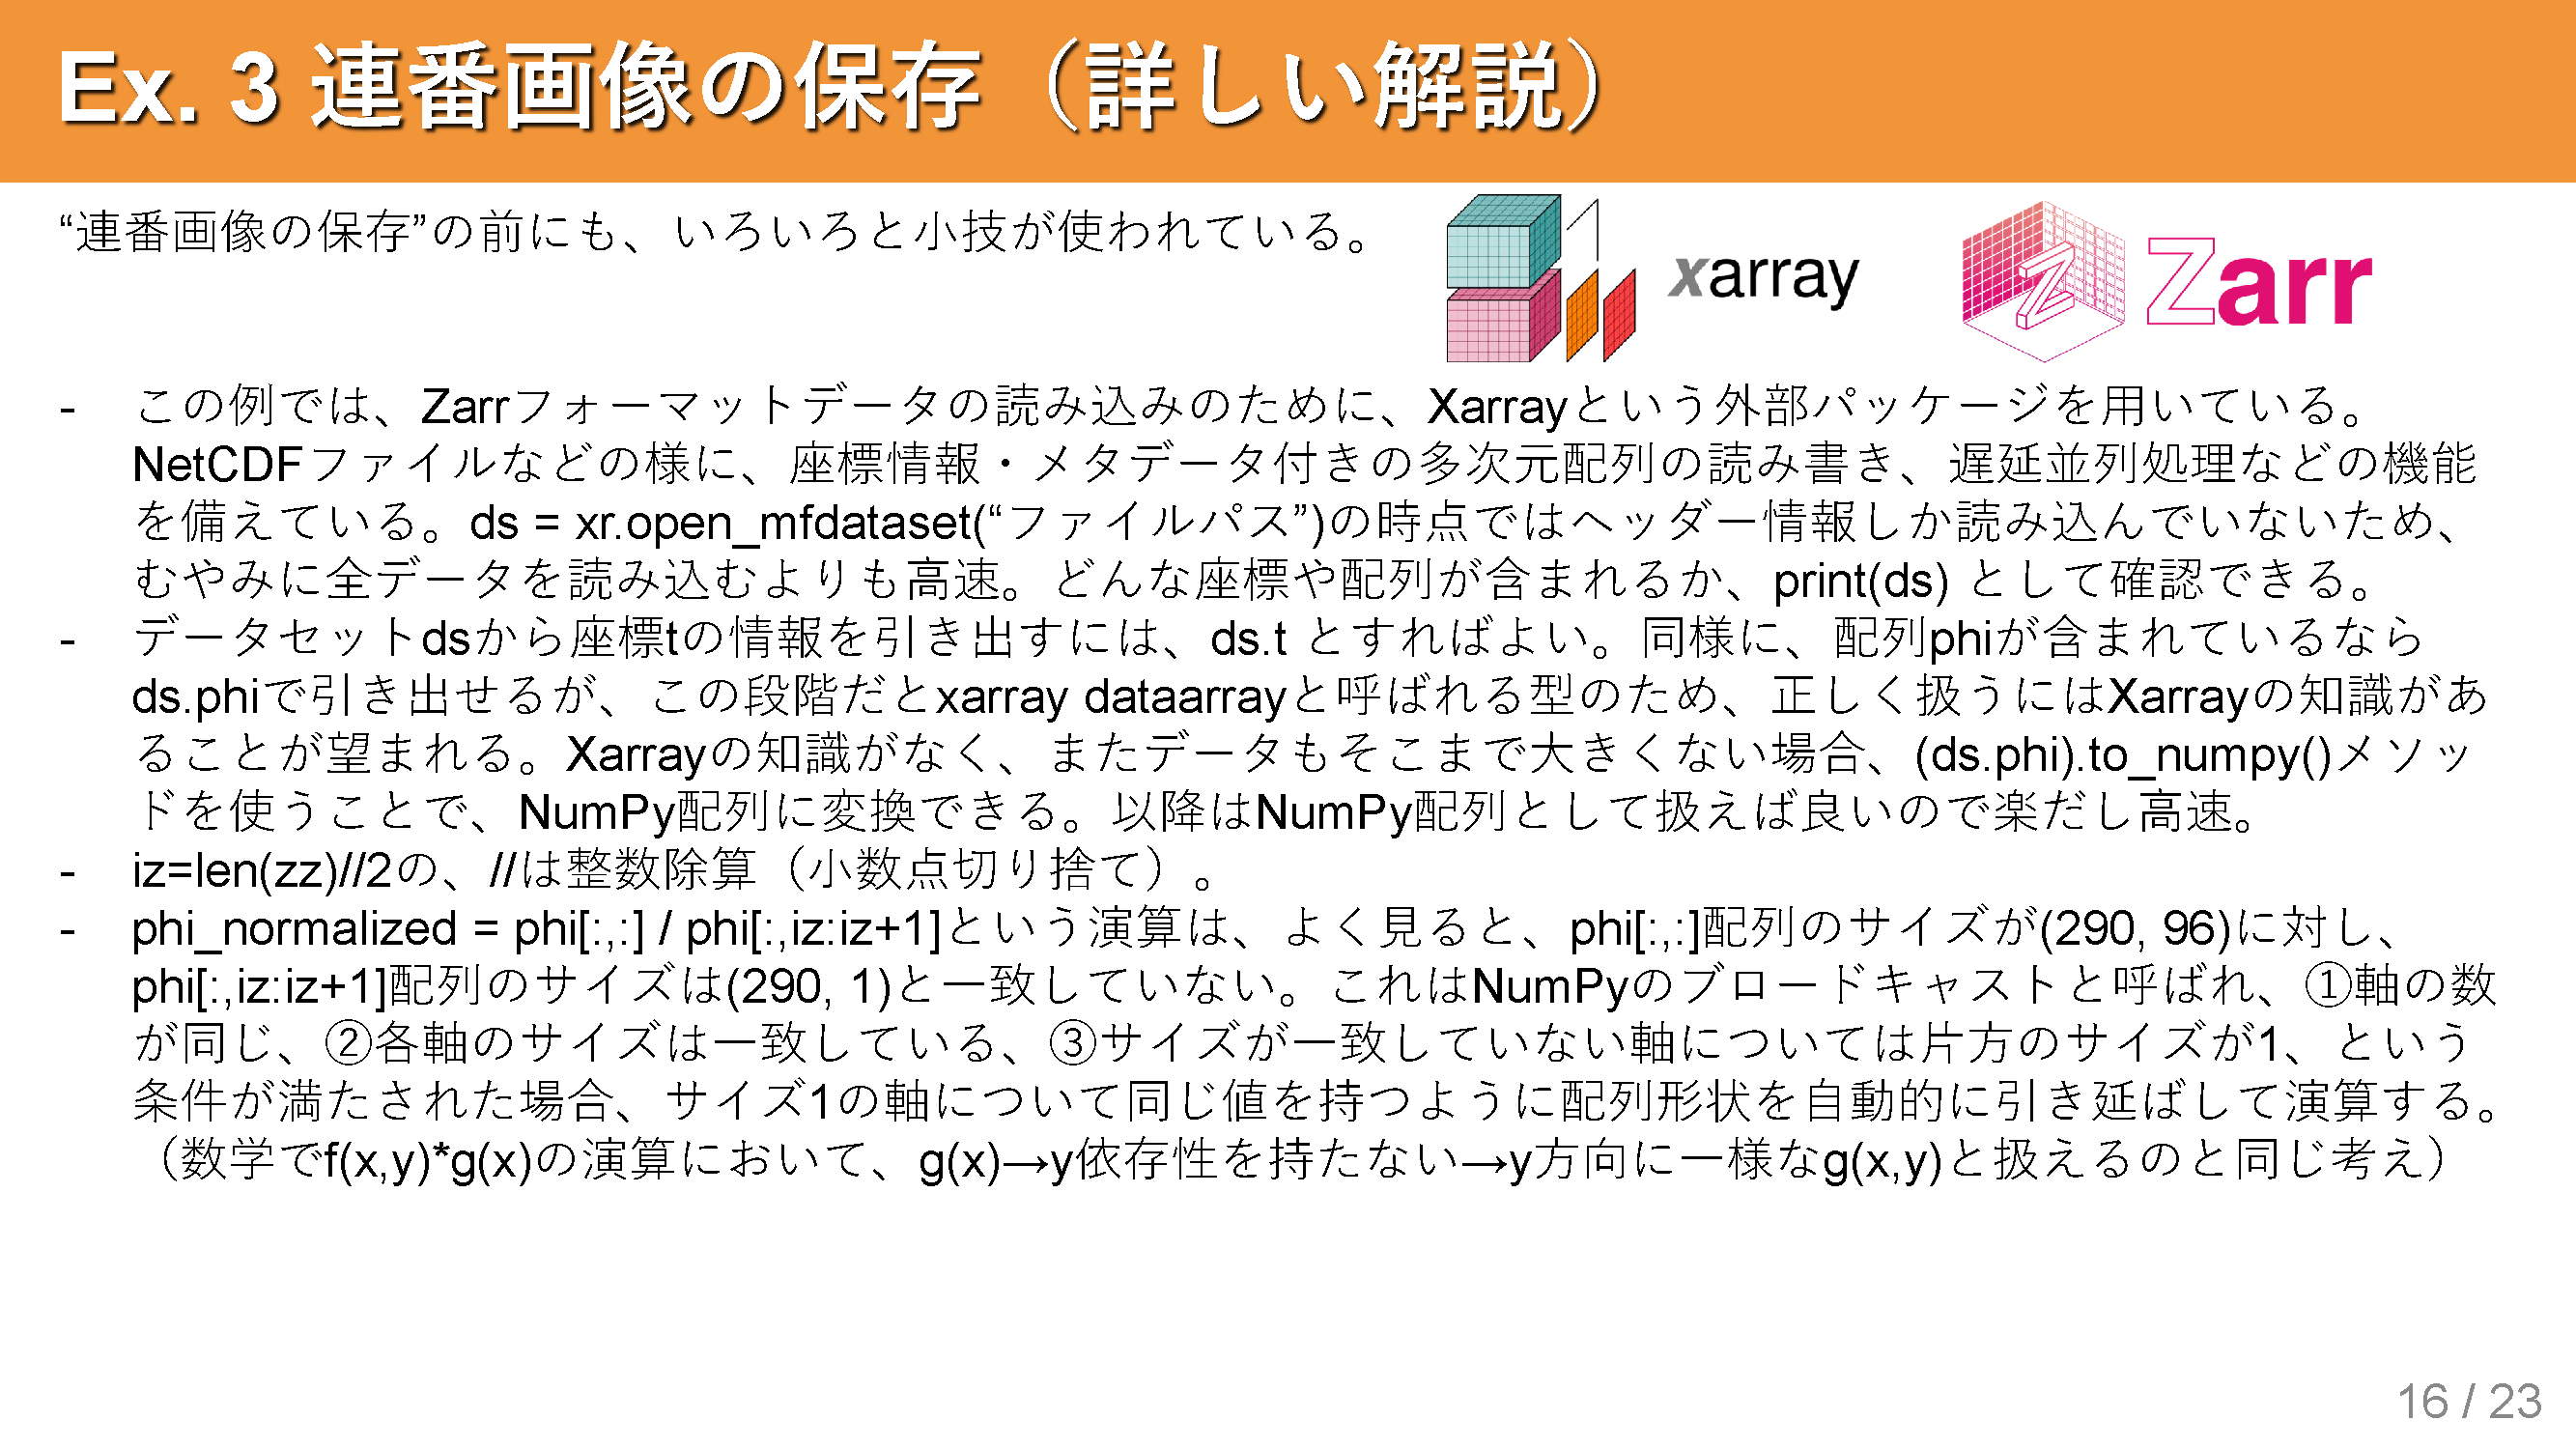 Ex. 3 連番画像の保存（詳しい解説）
“連番画像の保存”の前にも、いろいろと小技が使われている。
xarray
Zarr
- この例では、Zarrフォーマットデータの読み込みのために、Xarrayという外部パッケージを用いている。
NetCDFファイルなどの様に、座標情報・メタデータ付きの多次元配列の読み書き、遅延並列処理などの機能
を備えている。ds = xr.open_mfdataset(“ファイルパス”)の時点ではヘッダー情報しか読み込んでいないため、
むやみに全データを読み込むよりも高速。どんな座標や配列が含まれるか、print(ds) として確認できる。
- データセットdsから座標tの情報を引き出すには、ds.t とすればよい。同様に、配列phiが含まれているなら
ds.phiで引き出せるが、この段階だとxarray dataarrayと呼ばれる型のため、正しく扱うにはXarrayの知識があ
ることが望まれる。Xarrayの知識がなく、またデータもそこまで大きくない場合、(ds.phi).to_numpy()メソッ
ドを使うことで、NumPy配列に変換できる。以降はNumPy配列として扱えば良いので楽だし高速。
- iz=len(zz)//2の、//は整数除算（小数点切り捨て）。
- phi_normalized = phi[:,:] / phi[:,iz:iz+1]という演算は、よく見ると、phi[:,:]配列のサイズが(290, 96)に対し、
phi[:,iz:iz+1]配列のサイズは(290, 1)と一致していない。これはNumPyのブロードキャストと呼ばれ、①軸の数
が同じ、②各軸のサイズは一致している、③サイズが一致していない軸については片方のサイズが1、という
条件が満たされた場合、サイズ1の軸について同じ値を持つように配列形状を自動的に引き延ばして演算する。
（数学でf(x,y)*g(x)の演算において、g(x)→y依存性を持たない→y方向に一様なg(x,y)と扱えるのと同じ考え）
16 / 23